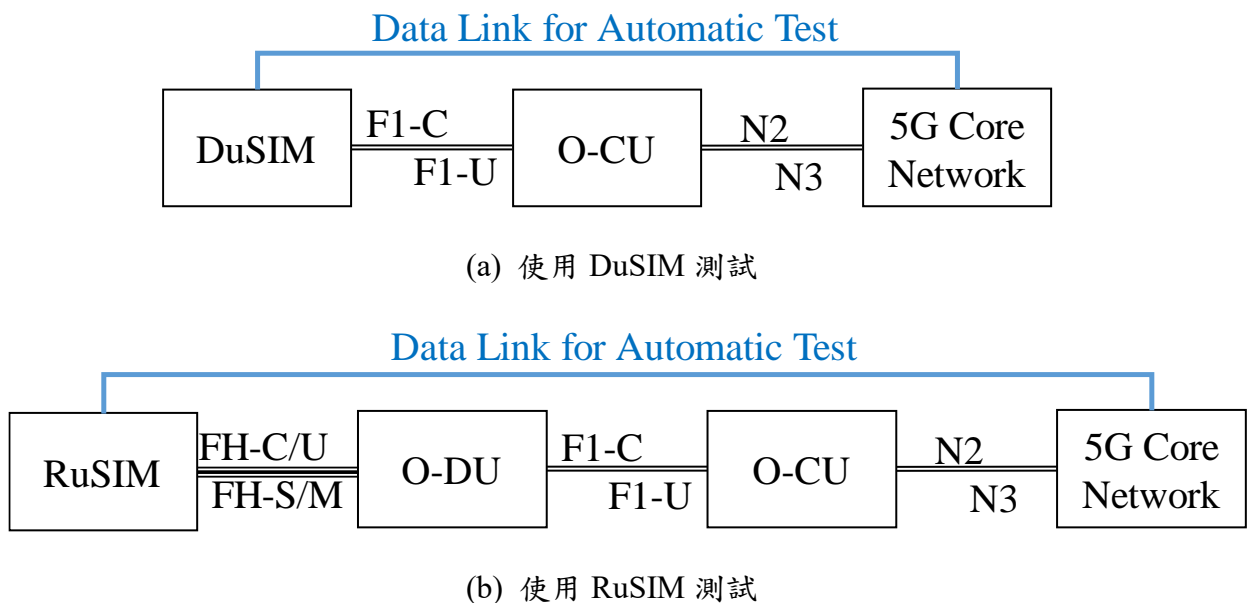 Data Link for Automatic Test
DuSIM
F1-C
F1-U
O-CU
N2
N3
5G Core
Network
(a) 使用 DuSIM 測試
Data Link for Automatic Test
RuSIM
FH-C/U
FH-S/M
O-DU
F1-C
F1-U
O-CU
N2
N3
5G Core
Network
(b) 使用 RuSIM 測試